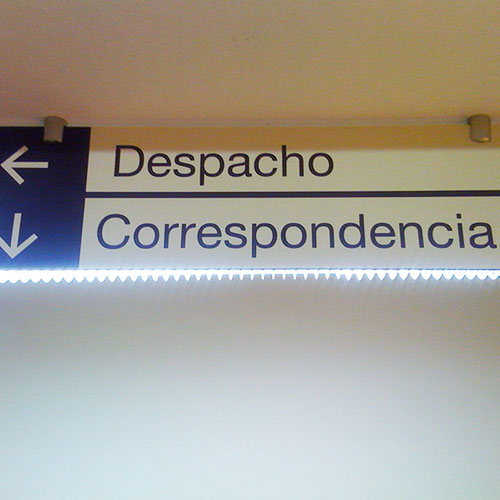 ← Despacho
↓ Correspondencia